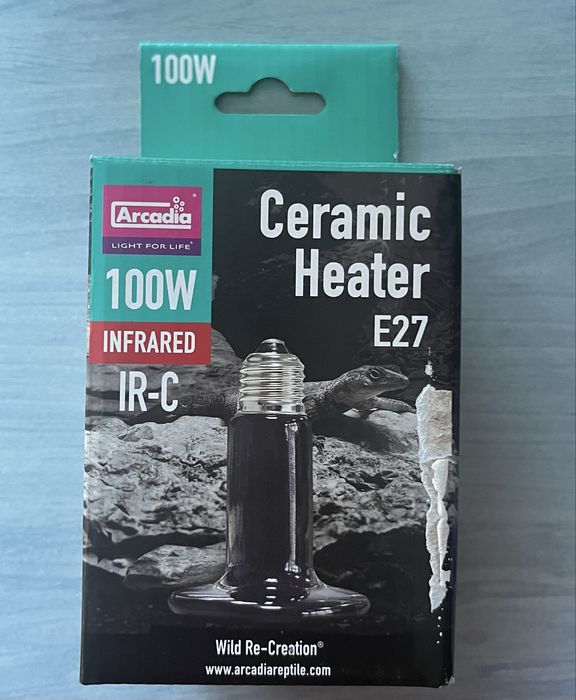 100W
Arcadia
LIGHT FOR LIFE®
100W
INFRARED
IR-C
Ceramic
Heater
E27
Wild Re-Creation®
www.arcadiareptile.com